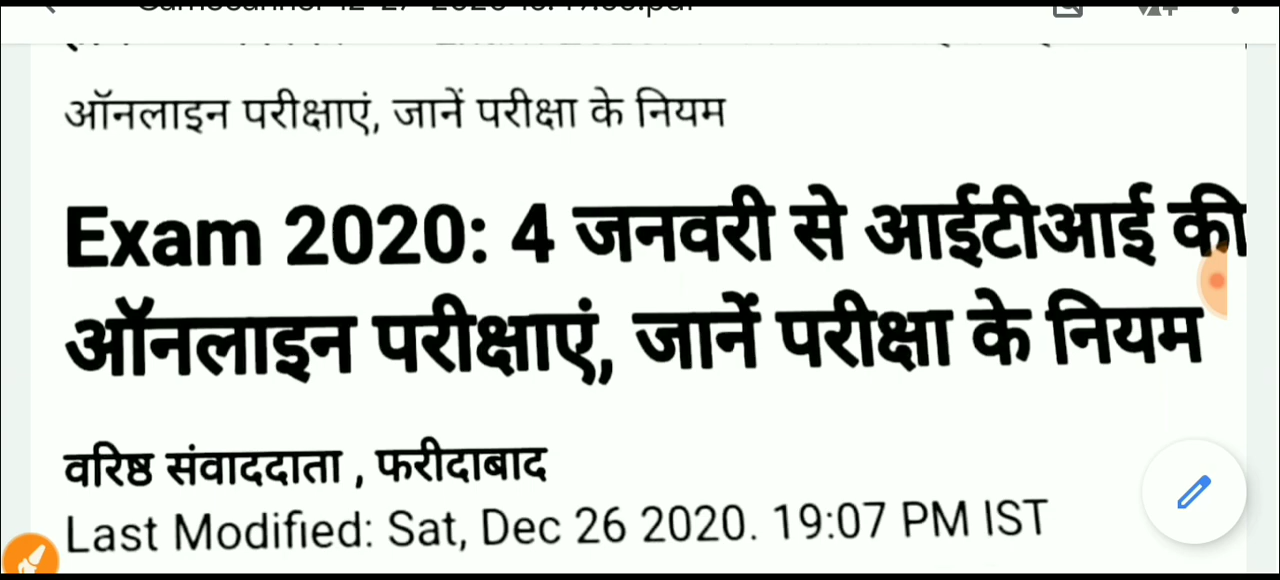 ऑनलाइन परीक्षाएं, जानें परीक्षा के नियम
Exam 2020: 4 जनवरी से आईटीआई की
ऑनलाइन परीक्षाएं, जानें परीक्षा के नियम
वरिष्ठ संवाददाता , फरीदाबाद
Last Modified: Sat, Dec 26 2020. 19:07 PM IST